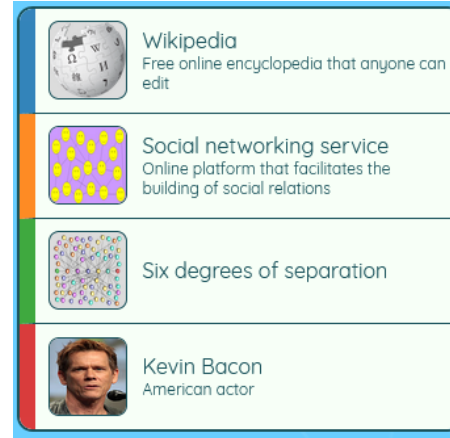 Wikipedia
Free online encyclopedia that anyone can
edit
Social networking service
Online platform that facilitates the
building of social relations
Six degrees of separation
Kevin Bacon
American actor